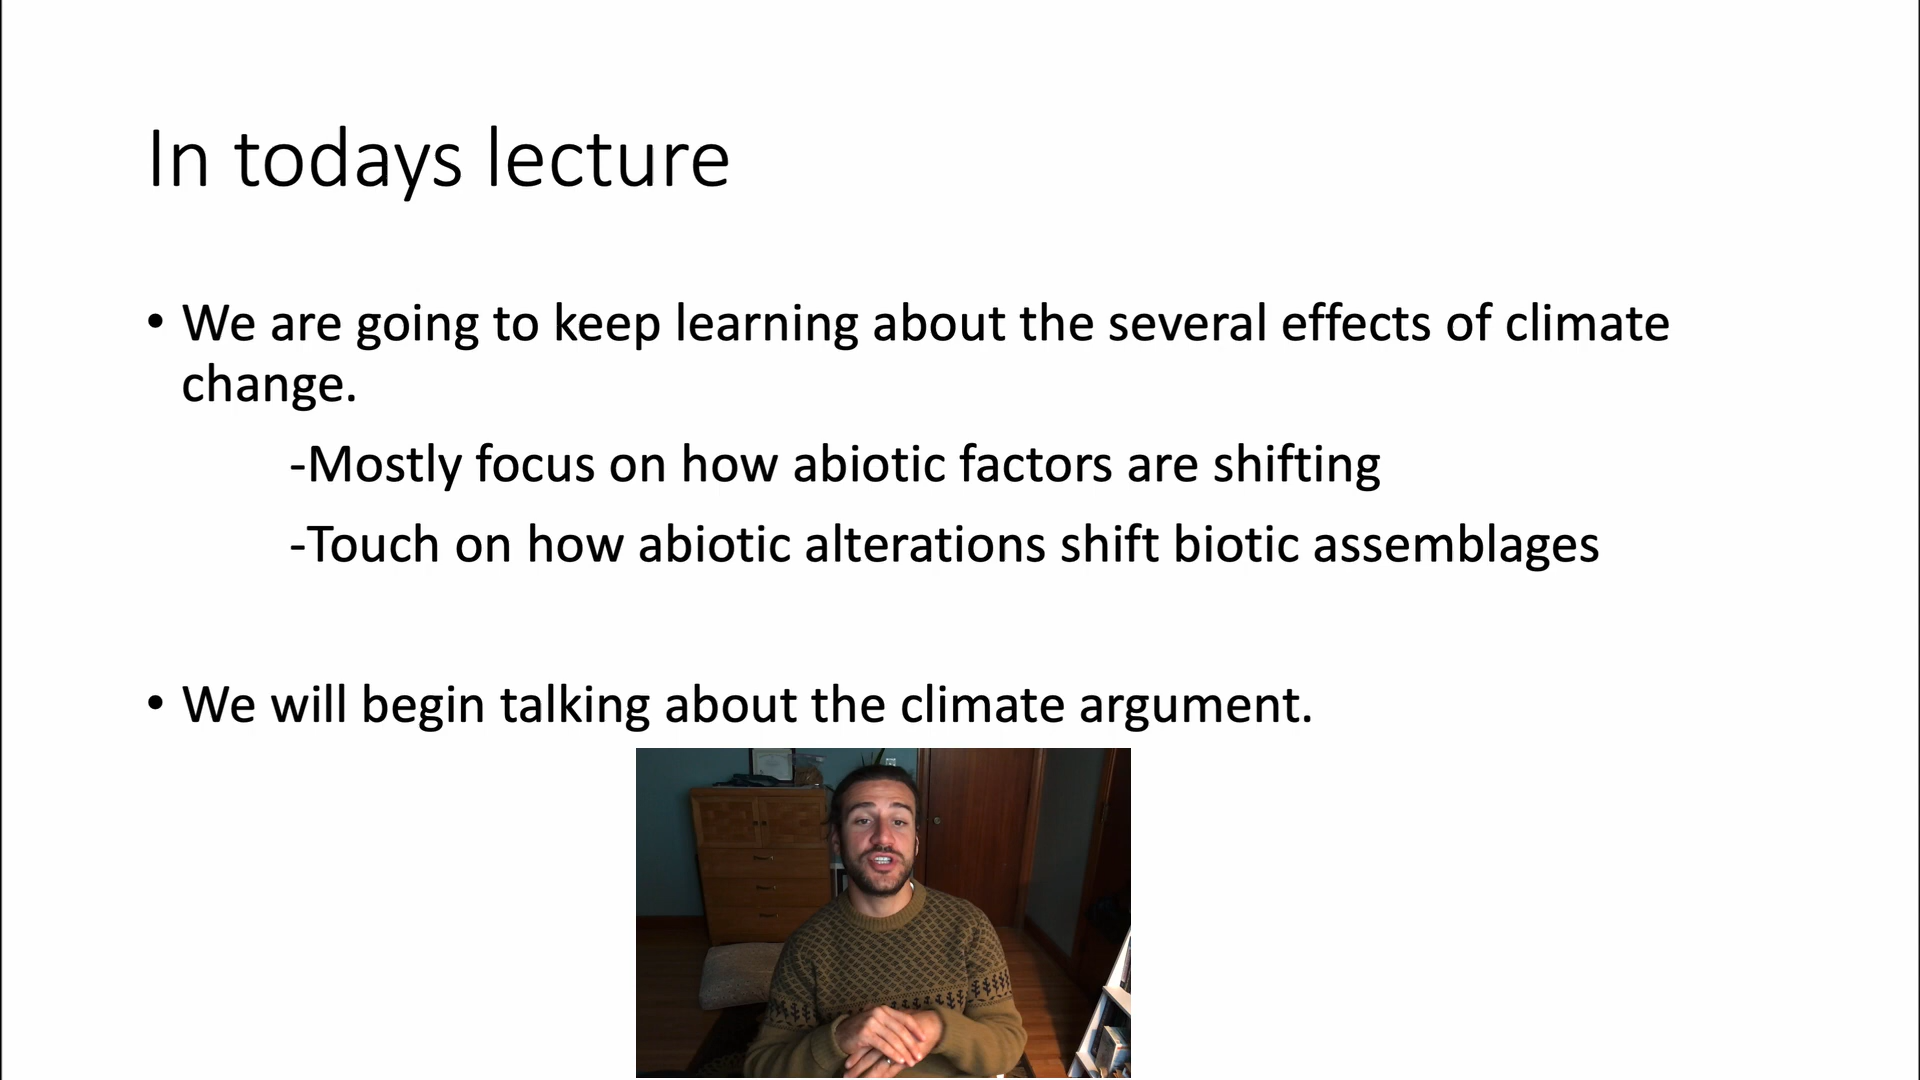 In todays lecture
• We are going to keep learning about the several effects of climate
change.
-Mostly focus on how abiotic factors are shifting
-Touch on how abiotic alterations shift biotic assemblages
• We will begin talking about the climate argument.